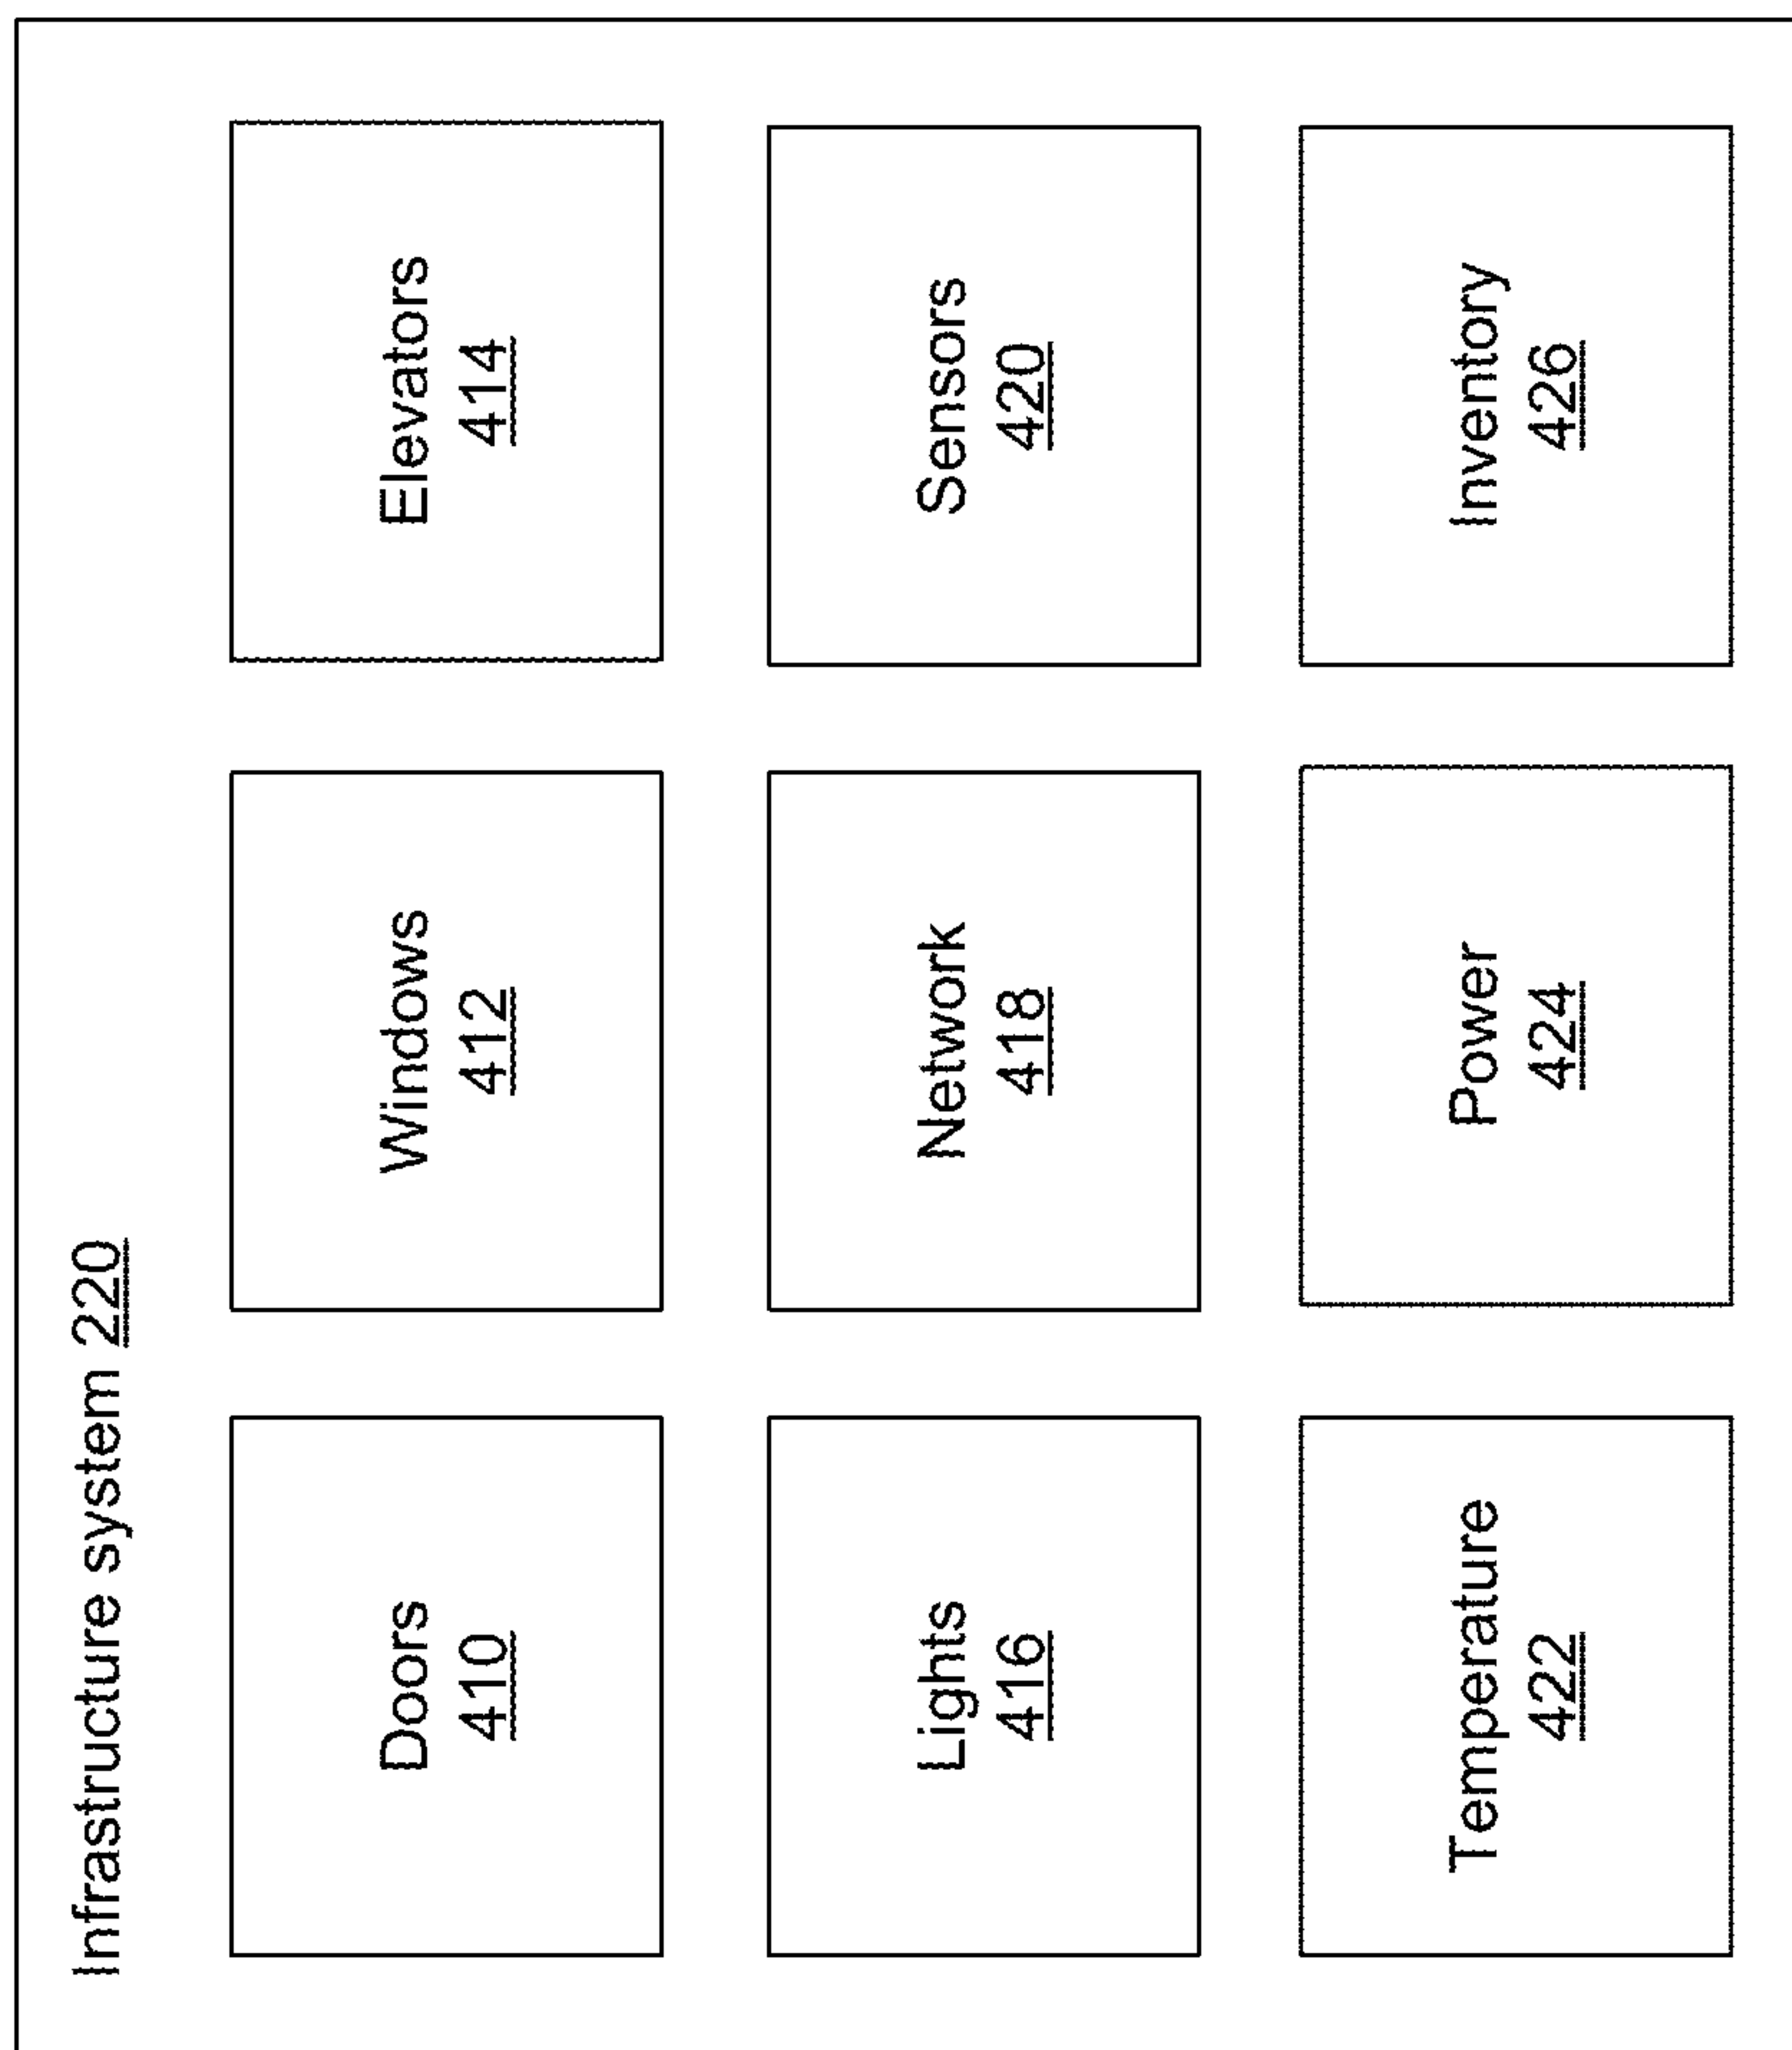 Infrastructure system 220
Doors
410
Windows
412
Elevators
414
Lights
416
Network
418
Sensors
420
Temperature
422
Power
424
Inventory
426